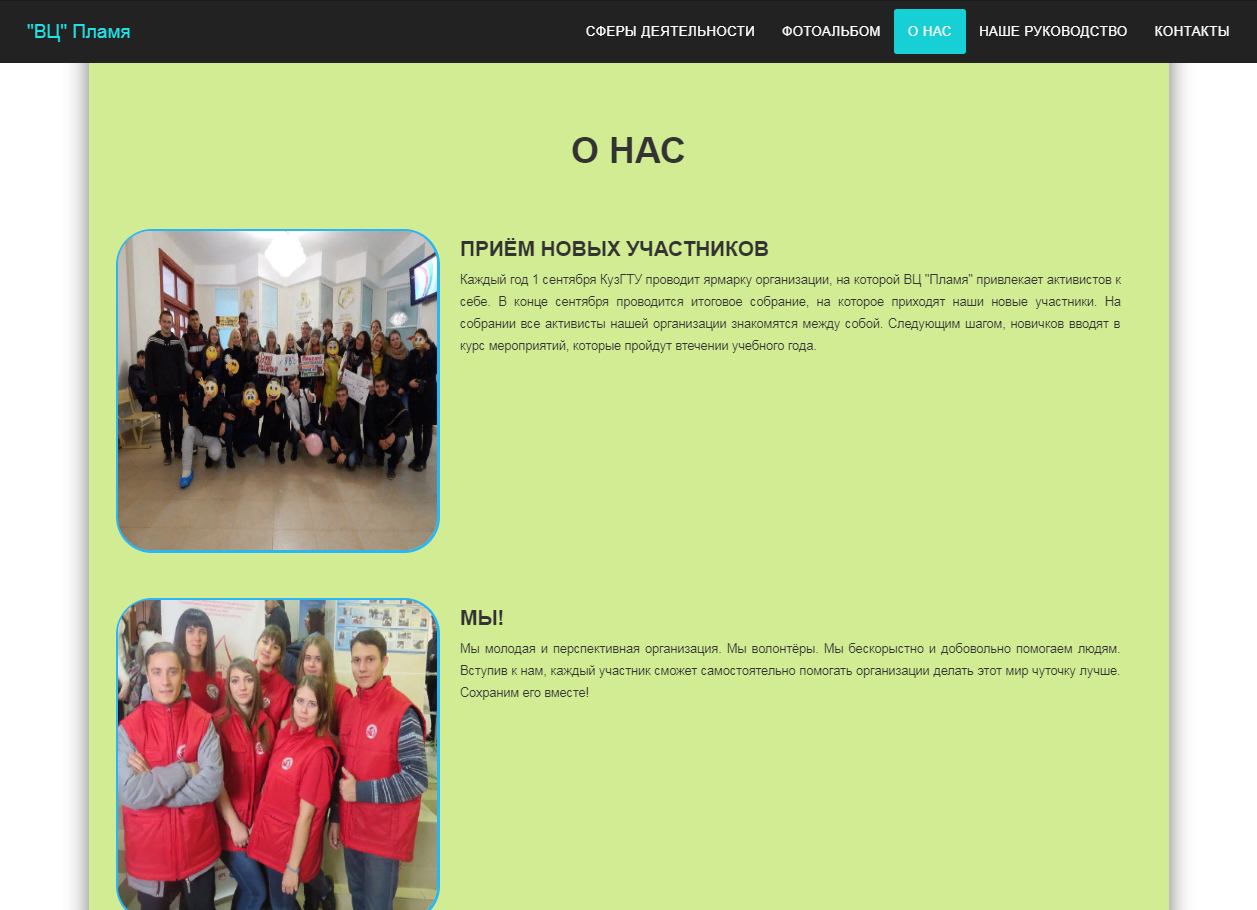 "ВЦ" Пламя
СФЕРЫ ДЕЯТЕЛЬНОСТИ ФОТОАЛЬБОМ О НАС НАШЕ РУКОВОДСТВО КОНТАКТЫ
О НАС
ПРИЁМ НОВЫХ УЧАСТНИКОВ
Каждый год 1 сентября КузГТУ проводит ярмарку организации, на которой ВЦ "Пламя" привлекает активистов к
себе. В конце сентября проводится итоговое собрание, на которое приходят наши новые участники. На
собрании все активисты нашей организации знакомятся между собой. Следующим шагом, новичков вводят в
курс мероприятий, которые пройдут втечении учебного года.
МЫ!
Мы молодая и перспективная организация. Мы волонтёры. Мы бескорыстно и добовольно помогаем людям.
Вступив к нам, каждый участник сможет самостоятельно помогать организации делать этот мир чуточку лучше.
Сохраним его вместе!